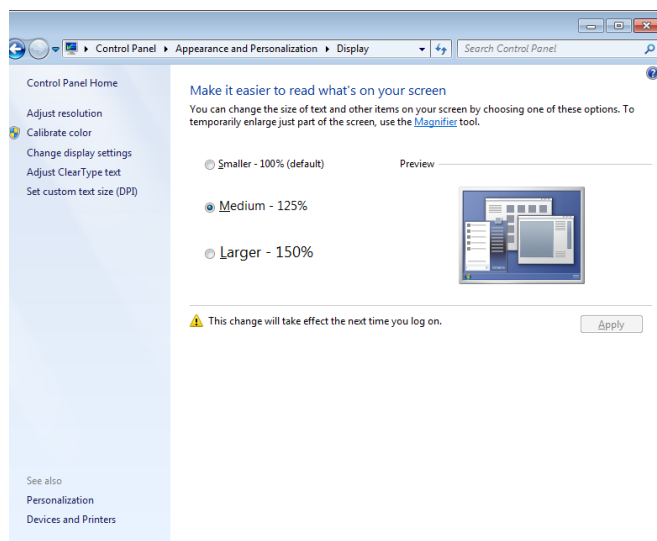 Control Panel Appearance and Personalization Display Search Control Panel
Control Panel Home
Adjust resolution
Calibrate color
Change display settings
Adjust ClearType text
Set custom text size (DPI)
Make it easier to read what's on your screen
You can change the size of text and other items on your screen by choosing one of these options. To
temporarily enlarge just part of the screen, use the Magnifier tool.
Smaller - 100% (default) Preview
Medium - 125%
Larger - 150%
This change will take effect the next time you log on. Apply
See also
Personalization
Devices and Printers